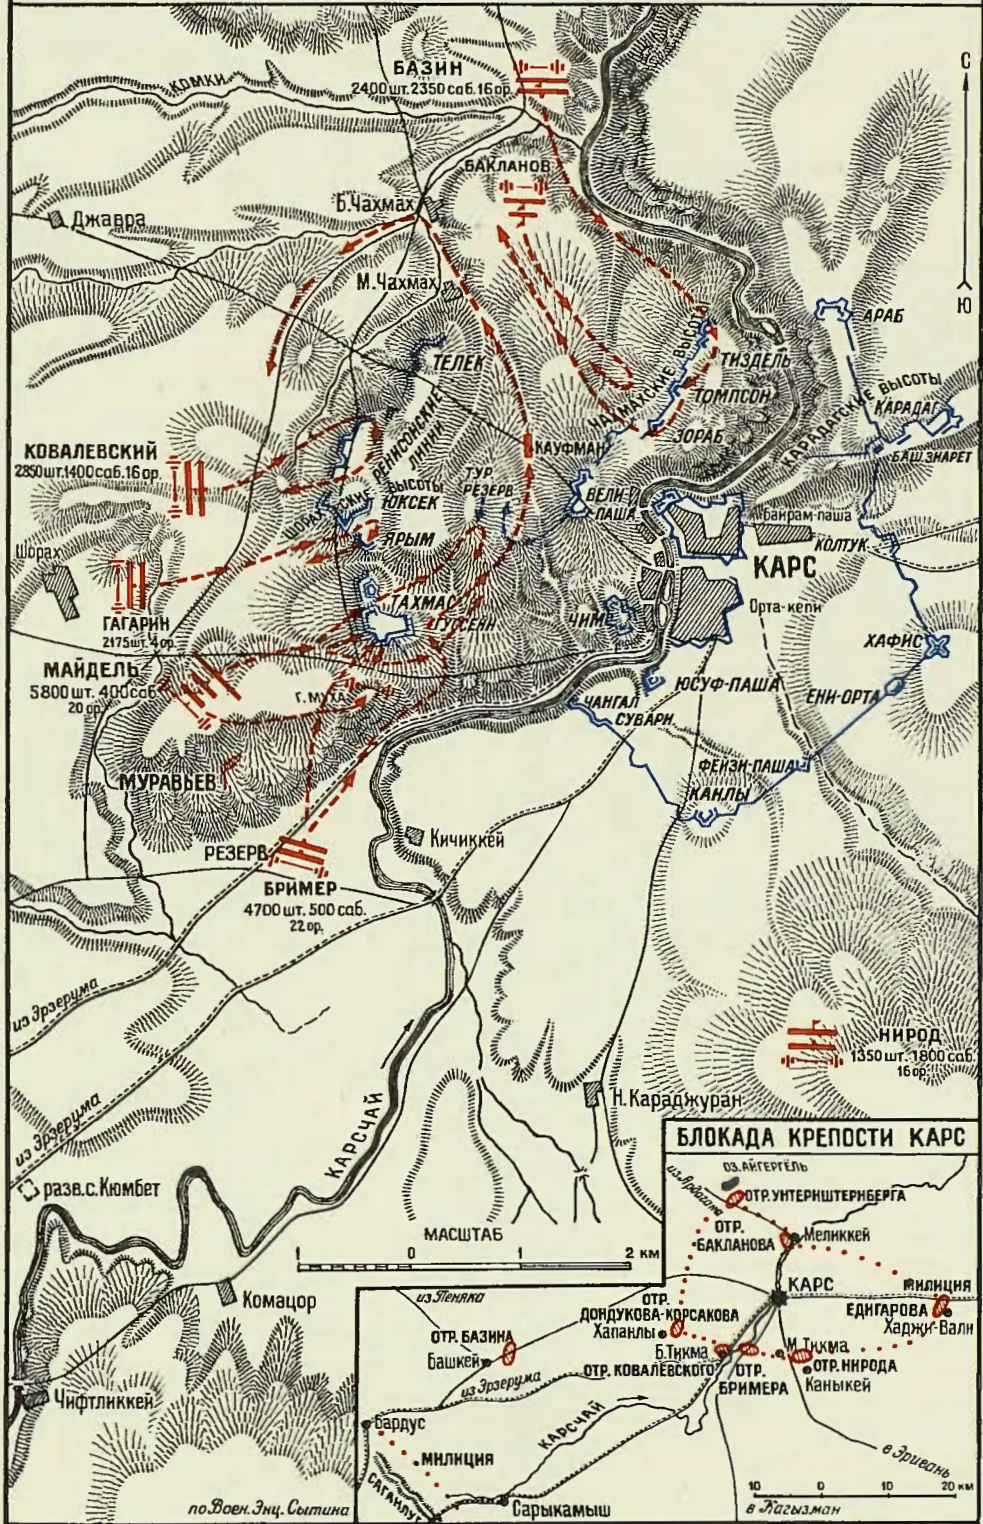 БАЗИН
2400 шт. 2350 саб. 16 ор.
КОМКИ
С
БАКЛАНОВ
Б.Чахмах
Джавра
М.Чахмах
Ю
АРАБ
ТЕЛЕК
ЧАХМАХСКИЕ ВЫСОТЫ
ТИЗДЕЛЬ
ТОМПСОН
ЗОРАБ
КАРАДАГСКИЕ ВЫСОТЫ
КАРАДАГ
РЕНИСОНСКИЕ
ЛИНИИ
КАУФМАН
БАШ.ЗИАРЕТ
КОВАЛЕВСКИЙ
2850 шт. 1400 саб. 16 ор.
ТУР.
РЕЗЕРВ
ВЕЛИ-
ПАША
ШОРАХСКИЕ ВЫСОТЫ
ЮКСЕК
Байрам-паша
КОЛТУК
ЯРЫМ
Шорах
КАРС
ГАГАРИН
2175 шт. 4 ор.
ТАХМАС
ГУССЕИН
ЧИМ
Орта-кепи
ХАФИС
МАЙДЕЛЬ
5800 шт. 400 саб.
20 ор.
Г. МУХА
ЮСУФ-ПАША
ЕНИ-ОРТА
ЧАНГАЛ
СУВАРИ
ФЕЙЗИ-ПАША
КАНЛЫ
МУРАВЬЕВ
Кичиккей
РЕЗЕРВ
БРИМЕР
4700 шт. 500 саб.
22 ор.
из Эрзерума
НИРОД
1350 шт. 1800 саб.
16 ор.
из Эрзерума
КАРСЧАЙ
Н.Караджуран
разв. с. Кюмбет
МАСШТАБ
1 0 1 2 км
Комацор
Чифтликкей
по Воен. Энц. Сытина
БЛОКАДА КРЕПОСТИ КАРС
ОЗ. АЙГЕРГЁЛЬ
из Ардагана
ОТР. УНТЕРНШТЕРНБЕРГА
ОТР.
БАКЛАНОВА
Меликкей
КАРС
МИЛИЦИЯ
ЕДИГАРОВА
Хаджи-Вали
из Пеняка
ОТР.
ДОНДУКОВА-КОРСАКОВА
Хапанлы
ОТР. БАЗИНА
Башкей
Б.Тикма
М.Тикма
ОТР. КОВАЛЕВСКОГО
ОТР.
БРИМЕРА
ОТР. НИРОДА
Каныкей
из Эрзерума
Бардус
МИЛИЦИЯ
КАРСЧАЙ
САГАНЛУГ
Сарыкамыш
в Эривань
10 0 10 20 км
в Кагызман